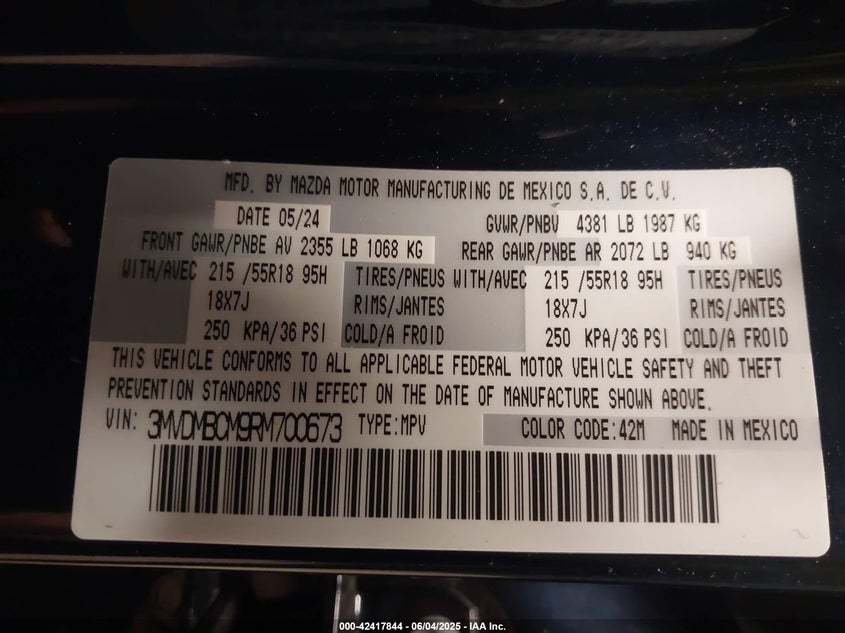 MFD. BY MAZDA MOTOR MANUFACTURING DE MEXICO S.A. DE C.V.
DATE 05/24 GVWR/PNBV 4381 LB 1987 KG
FRONT GAWR/PNBE AV 2355 LB 1068 KG REAR GAWR/PNBE AR 2072 LB 940 KG
WITH/AVEC 215 /55R18 95H TIRES/PNEUS WITH/AVEC 215 /55R18 95H TIRES/PNEUS
18X7J RIMS/JANTES 18X7J RIMS/JANTES
250 KPA/36 PSI COLD/A FROID 250 KPA/36 PSI COLD/A FROID
THIS VEHICLE CONFORMS TO ALL APPLICABLE FEDERAL MOTOR VEHICLE SAFETY AND THEFT
PREVENTION STANDARDS IN EFFECT ON THE DATE OF MANUFACTURE SHOWN ABOVE.
VIN: 3MVDMBCM9RM700673 TYPE:MPV COLOR CODE:42M MADE IN MEXICO
000-42417844 - 06/04/2025 - IAA Inc.